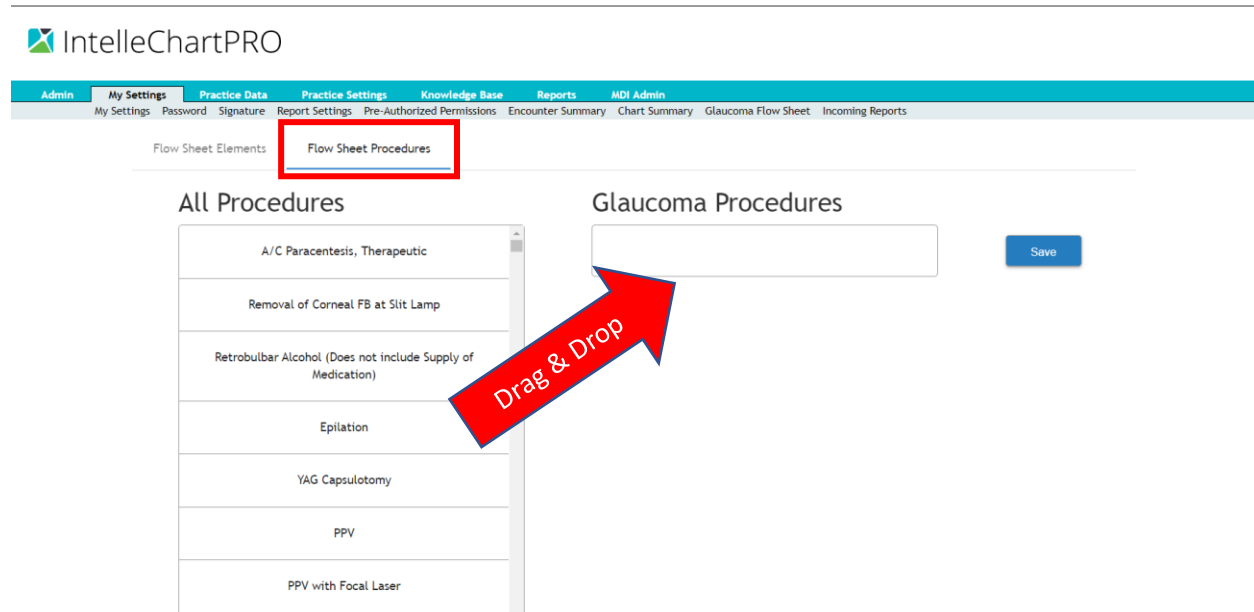 IntelleChartPRO
Admin My Settings Practice Data Practice Settings Knowledge Base Reports MDI Admin
My Settings Password Signature Report Settings Pre-Authorized Permissions Encounter Summary Chart Summary Glaucoma Flow Sheet Incoming Reports
Flow Sheet Elements Flow Sheet Procedures
All Procedures Glaucoma Procedures
A/C Paracentesis, Therapeutic
Save
Removal of Corneal FB at Slit Lamp
Retrobulbar Alcohol (Does not include Supply of
Medication)
Drag & Drop
Epilation
YAG Capsulotomy
PPV
PPV with Focal Laser